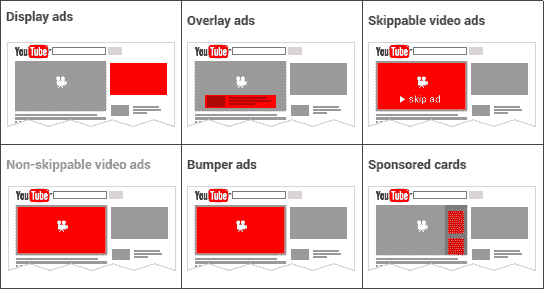 Display ads
Overlay ads
Skippable video ads
YouTube
YouTube
YouTube
skip ad
Non-skippable video ads
Bumper ads
Sponsored cards
YouTube
YouTube
YouTube